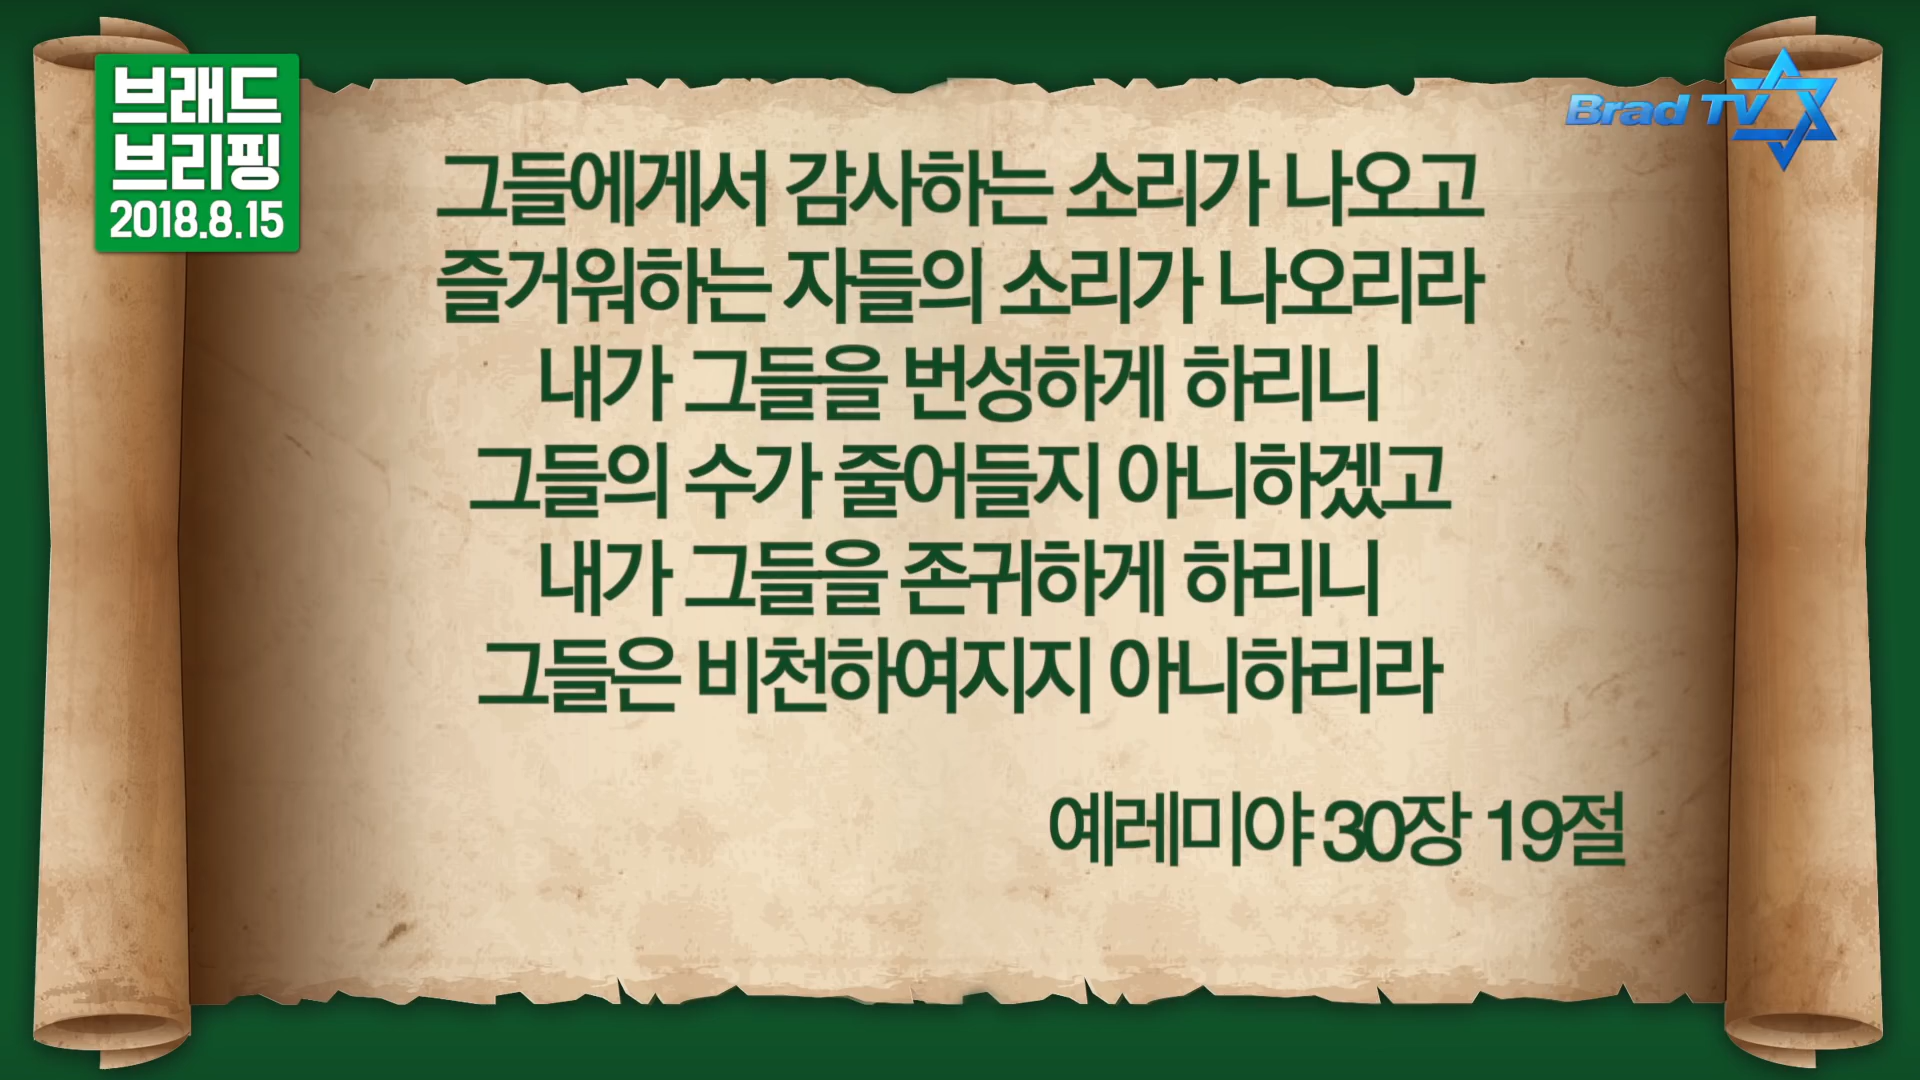 브래드
브리핑
2018.8.15
Brad TV
그들에게서 감사하는 소리가 나오고
즐거워하는 자들의 소리가 나오리라
내가 그들을 번성하게 하리니
그들의 수가 줄어들지 아니하겠고
내가 그들을 존귀하게 하리니
그들은 비천하여지지 아니하리라
예레미야 30장 19절